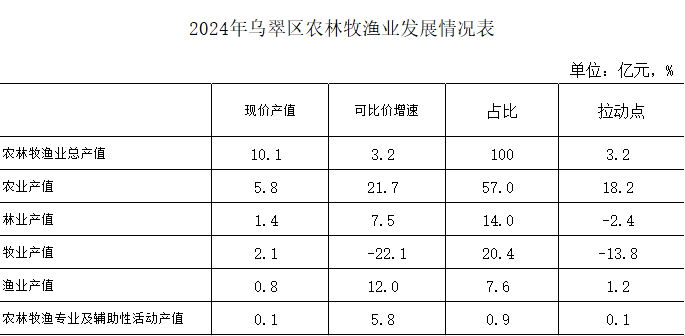 2024年乌翠区农林牧渔业发展情况表
单位：亿元，%
现价产值 可比价增速 占比 拉动点
农林牧渔业总产值 10.1 3.2 100 3.2
农业产值 5.8 21.7 57.0 18.2
林业产值 1.4 7.5 14.0 -2.4
牧业产值 2.1 -22.1 20.4 -13.8
渔业产值 0.8 12.0 7.6 1.2
农林牧渔专业及辅助性活动产值 0.1 5.8 0.9 0.1